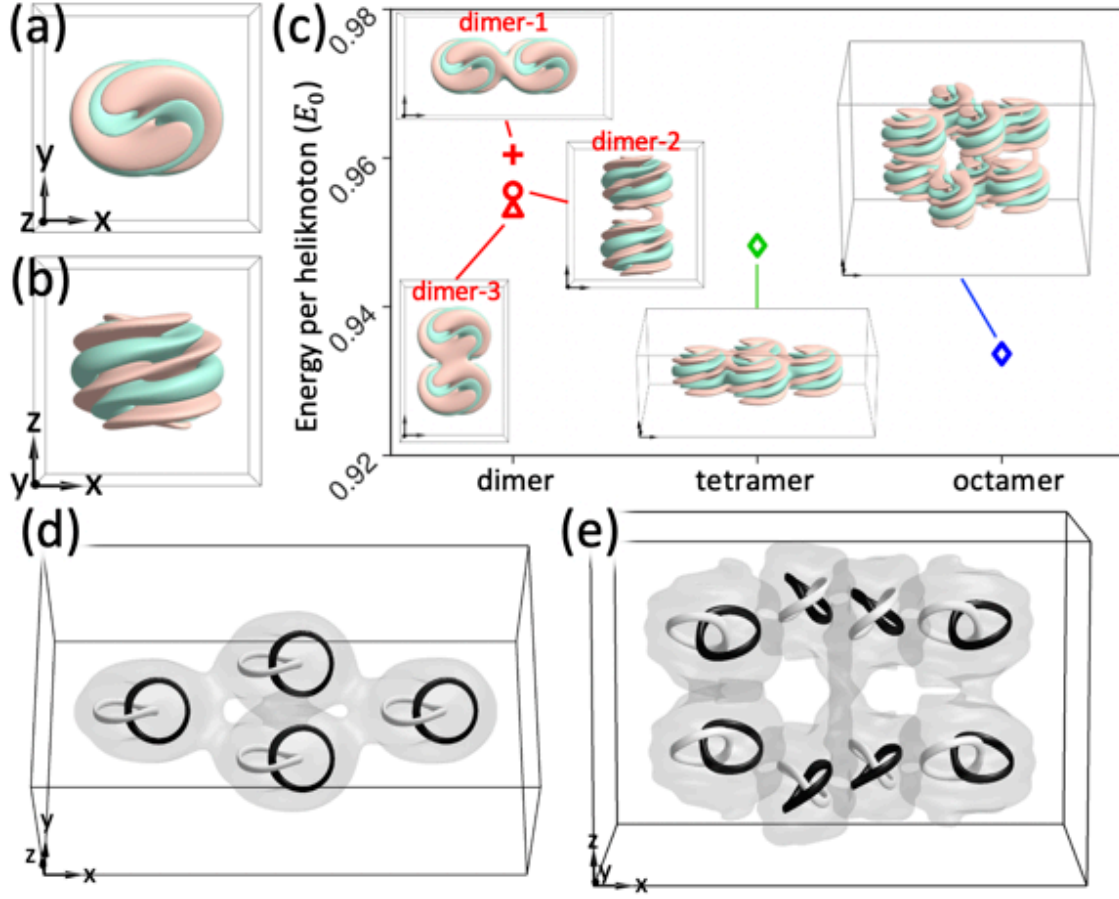 (a)
y
z
x
(b)
z
y
x
(c)
Energy per heliknoton (E₀)
0.98
0.96
0.94
0.92
dimer-1
dimer-2
dimer-3
dimer
tetramer
octamer
(d)
y
z
x
(e)
z
y
x